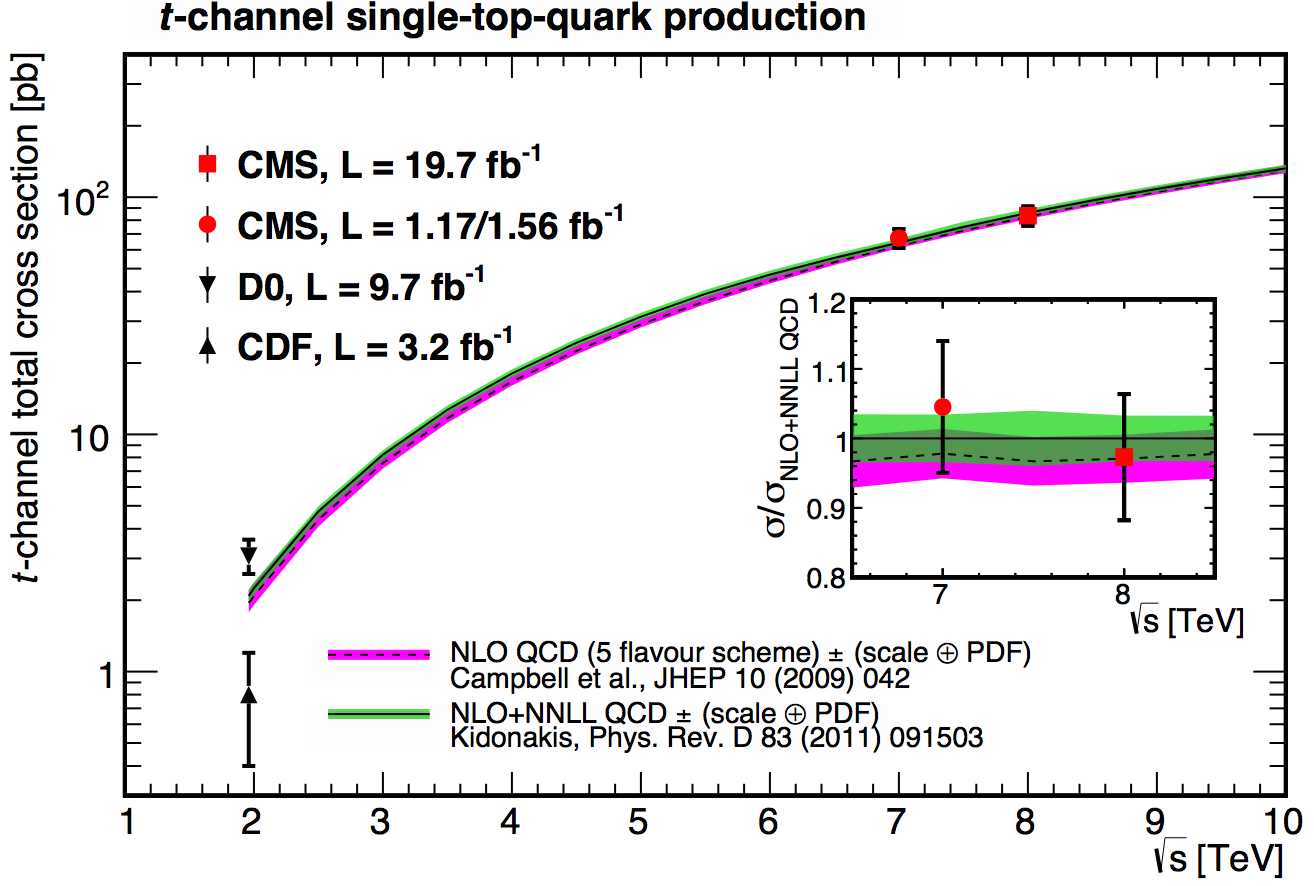 t-channel single-top-quark production
t-channel total cross section [pb]
10²
10
1
CMS, L = 19.7 fb⁻¹
CMS, L = 1.17/1.56 fb⁻¹
D0, L = 9.7 fb⁻¹
CDF, L = 3.2 fb⁻¹
σ/σNLO+NNLL QCD
1.2
1.1
1
0.9
0.8
7 8
√s [TeV]
NLO QCD (5 flavour scheme) ± (scale ⊕ PDF)
Campbell et al., JHEP 10 (2009) 042
NLO+NNLL QCD ± (scale ⊕ PDF)
Kidonakis, Phys. Rev. D 83 (2011) 091503
1 2 3 4 5 6 7 8 9 10
√s [TeV]